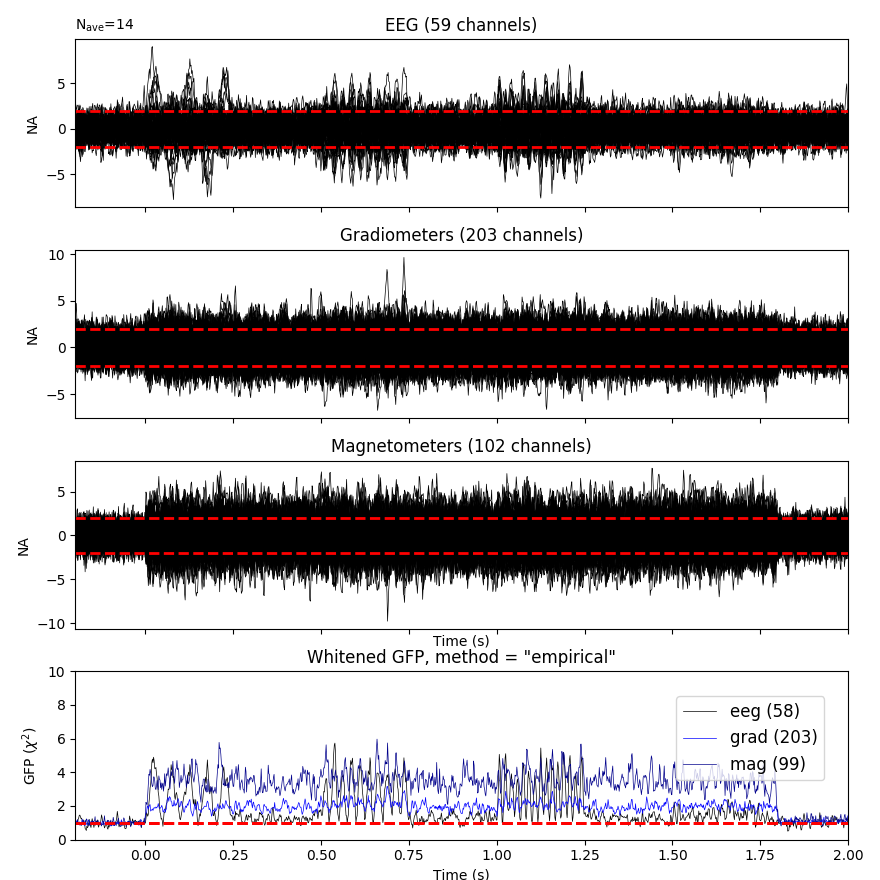 Nave=14
EEG (59 channels)
5
0
−5
NA
Gradiometers (203 channels)
10
5
0
−5
NA
Magnetometers (102 channels)
5
0
−5
−10
NA
Time (s)
Whitened GFP, method = "empirical"
10
8
6
4
2
0
GFP (χ²)
eeg (58)
grad (203)
mag (99)
0.00 0.25 0.50 0.75 1.00 1.25 1.50 1.75 2.00
Time (s)